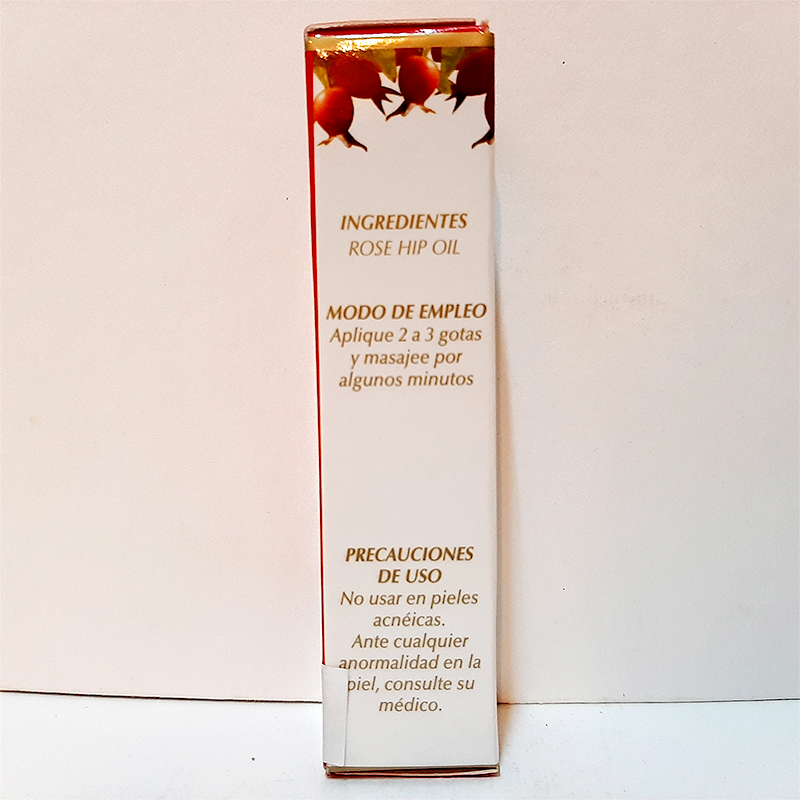 INGREDIENTES
ROSE HIP OIL
MODO DE EMPLEO
Aplique 2 a 3 gotas
y masajee por
algunos minutos
PRECAUCIONES
DE USO
No usar en pieles
acnéicas.
Ante cualquier
anormalidad en la
piel, consulte su
médico.